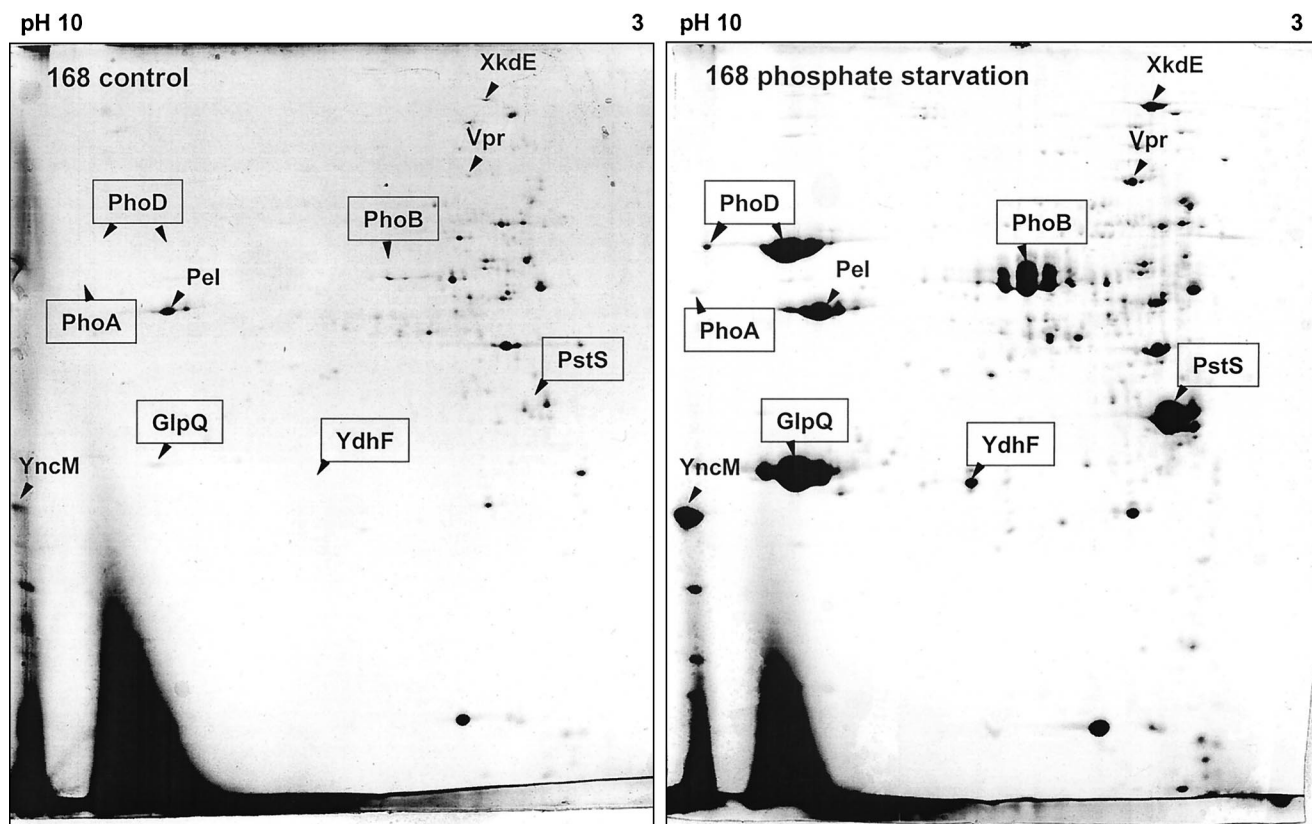 pH 10 3
168 control
XkdE
Vpr
PhoD
PhoB
Pel
PhoA
PstS
GlpQ
YdhF
YncM
pH 10 3
168 phosphate starvation
XkdE
Vpr
PhoD
PhoB
Pel
PhoA
PstS
GlpQ
YdhF
YncM